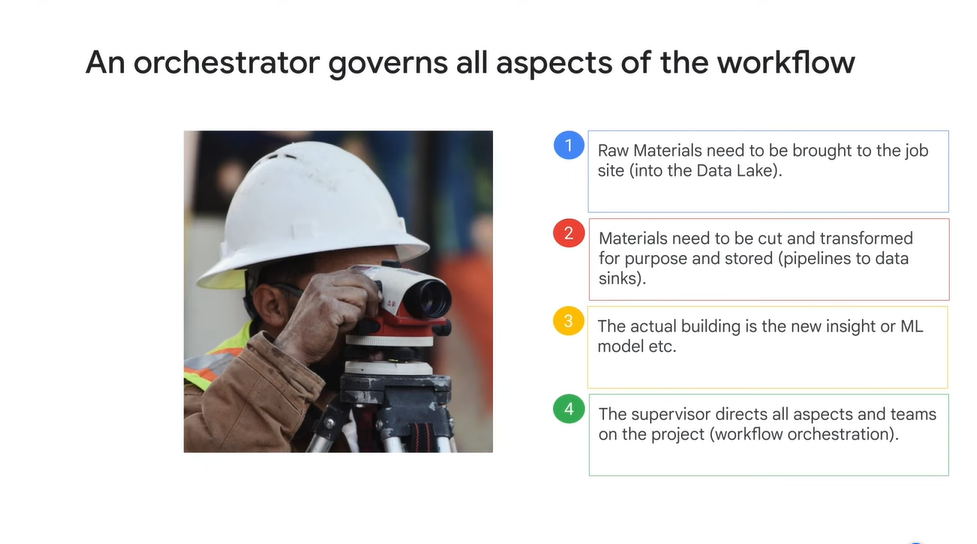 An orchestrator governs all aspects of the workflow
1
Raw Materials need to be brought to the job
site (into the Data Lake).
2
Materials need to be cut and transformed
for purpose and stored (pipelines to data
sinks).
3
The actual building is the new insight or ML
model etc.
4
The supervisor directs all aspects and teams
on the project (workflow orchestration).